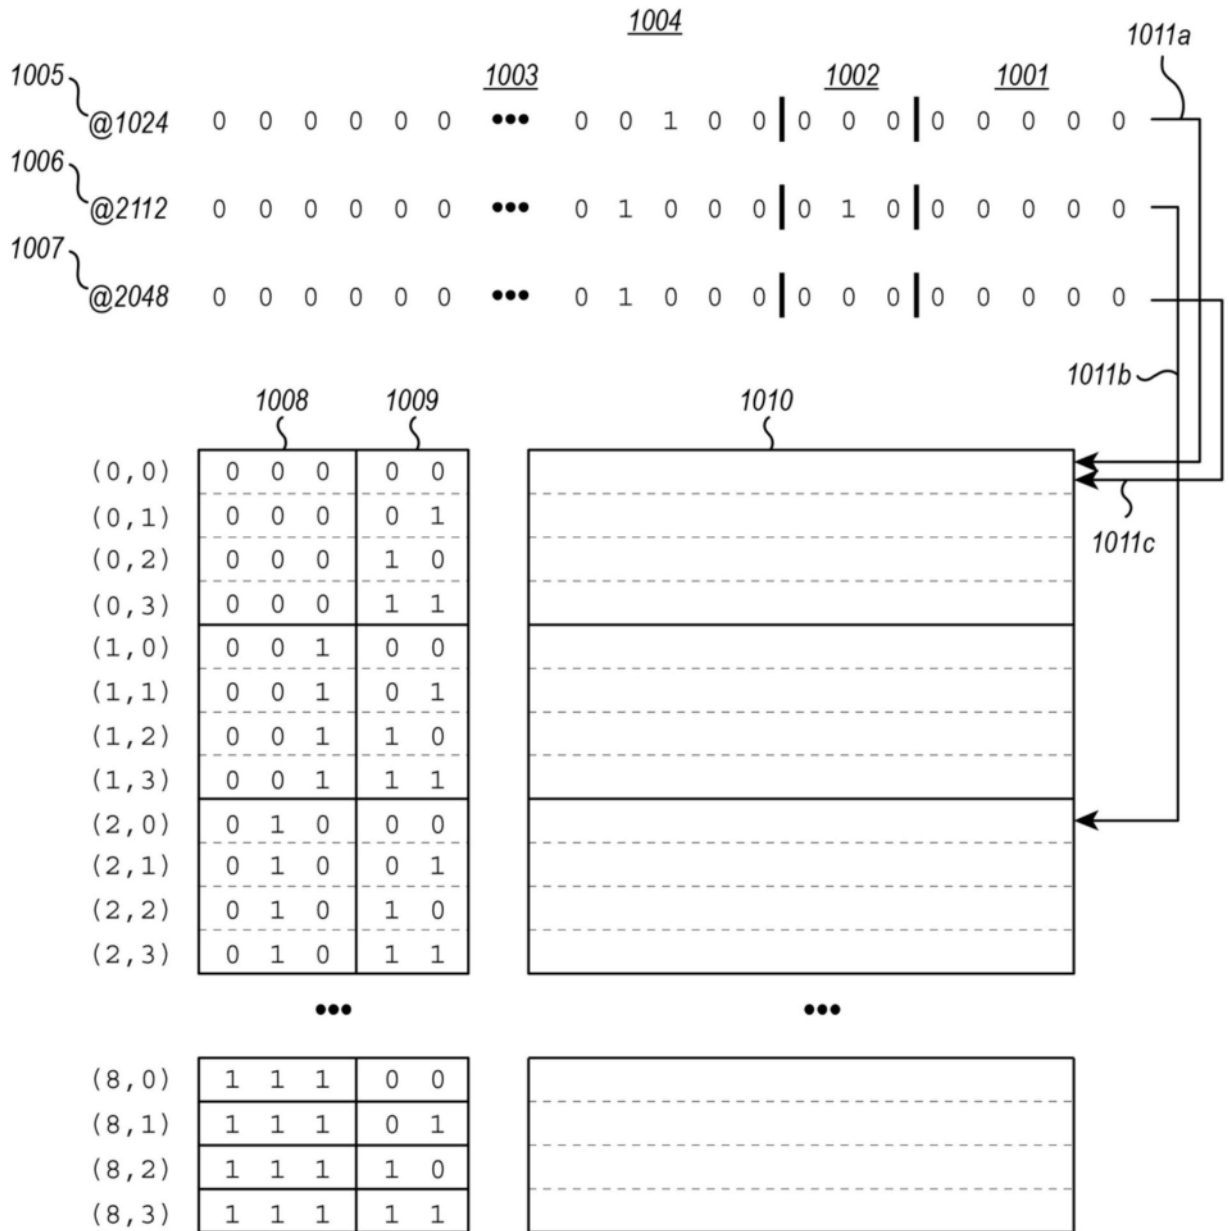 1004
1011a
1005 1003 1002 1001
@1024 0 0 0 0 0 0 ••• 0 0 1 0 0 | 0 0 0 | 0 0 0 0 0
1006
@2112 0 0 0 0 0 0 ••• 0 1 0 0 0 | 0 1 0 | 0 0 0 0 0
1007
@2048 0 0 0 0 0 0 ••• 0 1 0 0 0 | 0 0 0 | 0 0 0 0 0
1011b
1008 1009 1010
(0,0) 0 0 0 0 0
(0,1) 0 0 0 0 1
1011c
(0,2) 0 0 0 1 0
(0,3) 0 0 0 1 1
(1,0) 0 0 1 0 0
(1,1) 0 0 1 0 1
(1,2) 0 0 1 1 0
(1,3) 0 0 1 1 1
(2,0) 0 1 0 0 0
(2,1) 0 1 0 0 1
(2,2) 0 1 0 1 0
(2,3) 0 1 0 1 1
••• •••
(8,0) 1 1 1 0 0
(8,1) 1 1 1 0 1
(8,2) 1 1 1 1 0
(8,3) 1 1 1 1 1